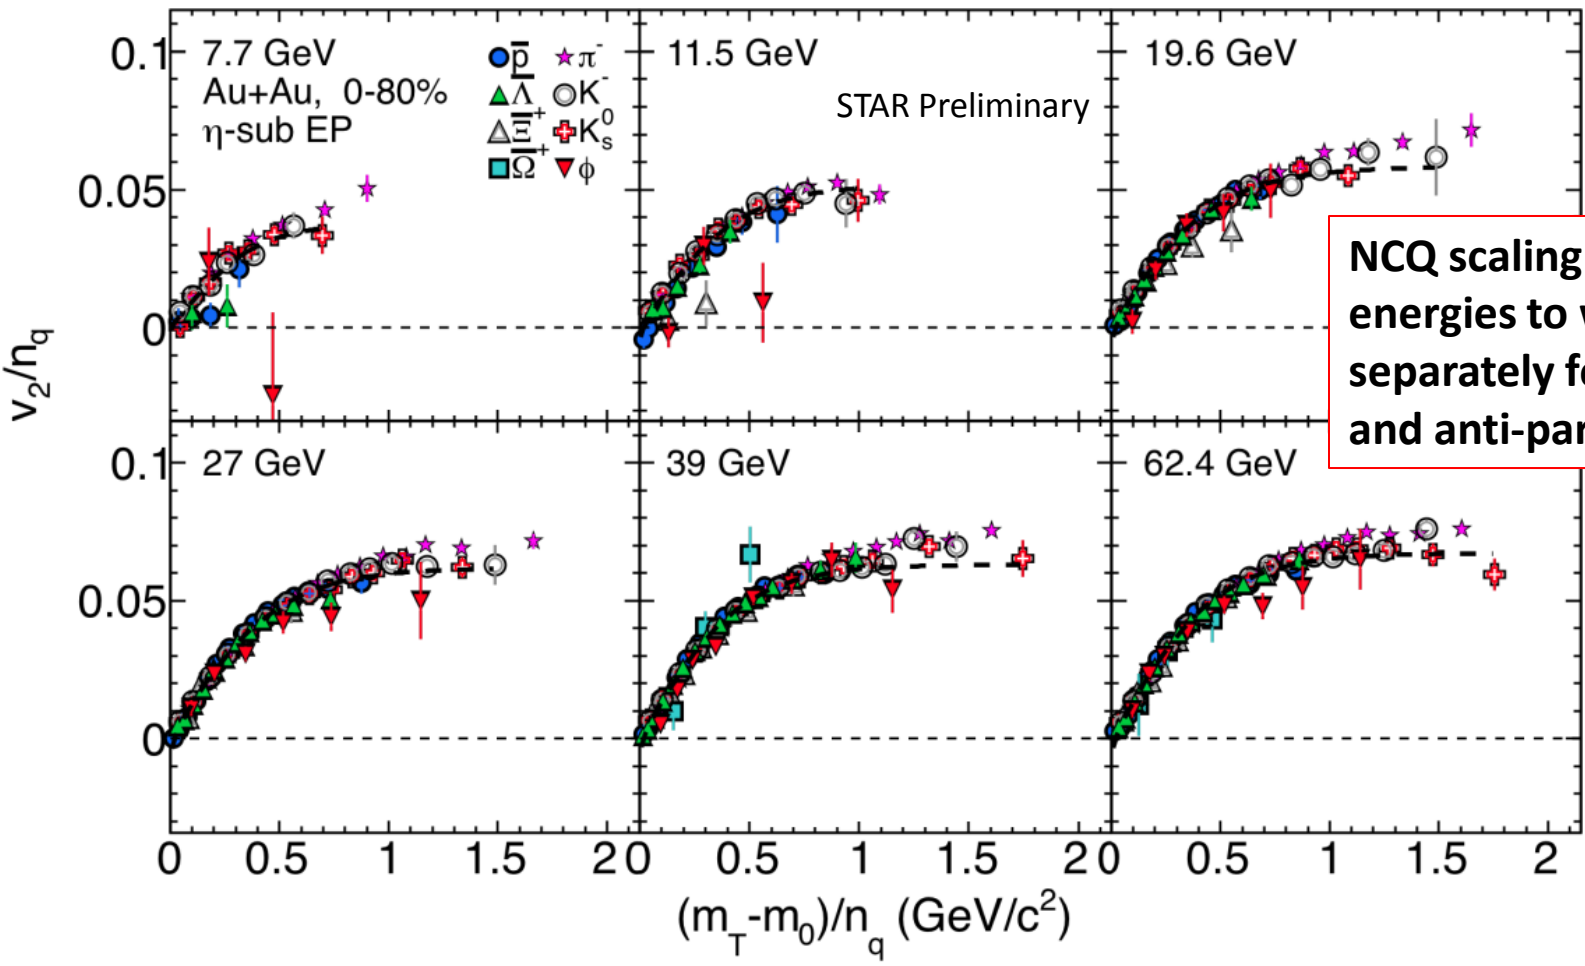 7.7 GeV
Au+Au, 0-80%
η-sub EP
p̅ π⁻
Λ̅ K⁻
Ξ̅⁺ K⁰ₛ
Ω̅⁺ ϕ
11.5 GeV
STAR Preliminary
19.6 GeV
NCQ scaling
energies to
separately
and
27 GeV
39 GeV
62.4 GeV
0.1
0.05
0
0.1
0.05
0
v₂/n_q
0 0.5 1 1.5 2 0 0.5 1 1.5 2 0 0.5 1 1.5 2
(m_T-m₀)/n_q (GeV/c²)